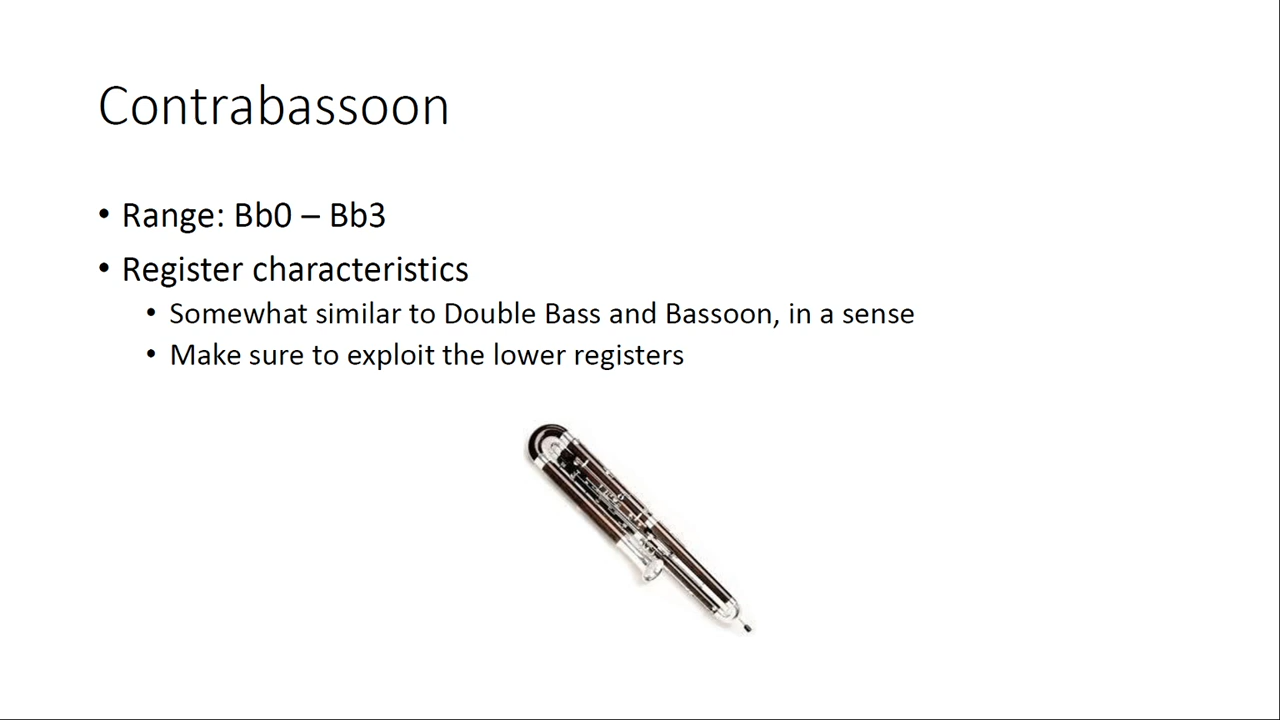 Contrabassoon
• Range: Bb0 – Bb3
• Register characteristics
• Somewhat similar to Double Bass and Bassoon, in a sense
• Make sure to exploit the lower registers